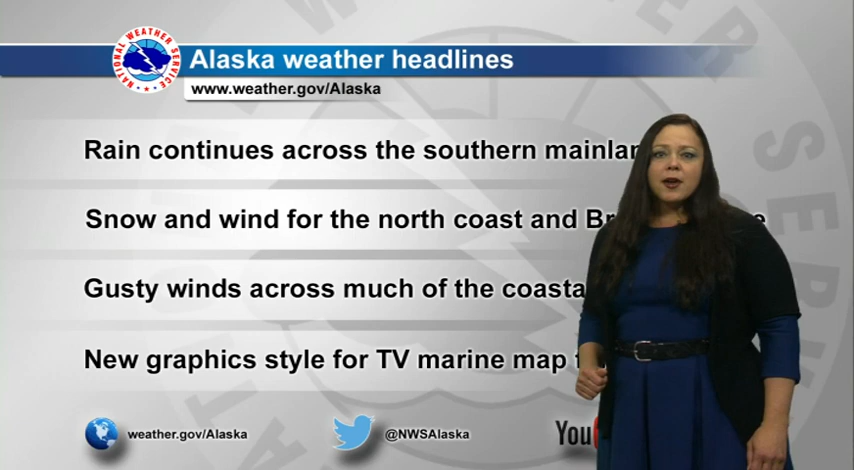 NATIONAL WEATHER SERVICE
Alaska weather headlines
www.weather.gov/Alaska
Rain continues across the southern
Snow and wind for the north coast and
Gusty winds across much of the
New graphics style for TV marine map
weather.gov/Alaska
@NWSAlaska
You